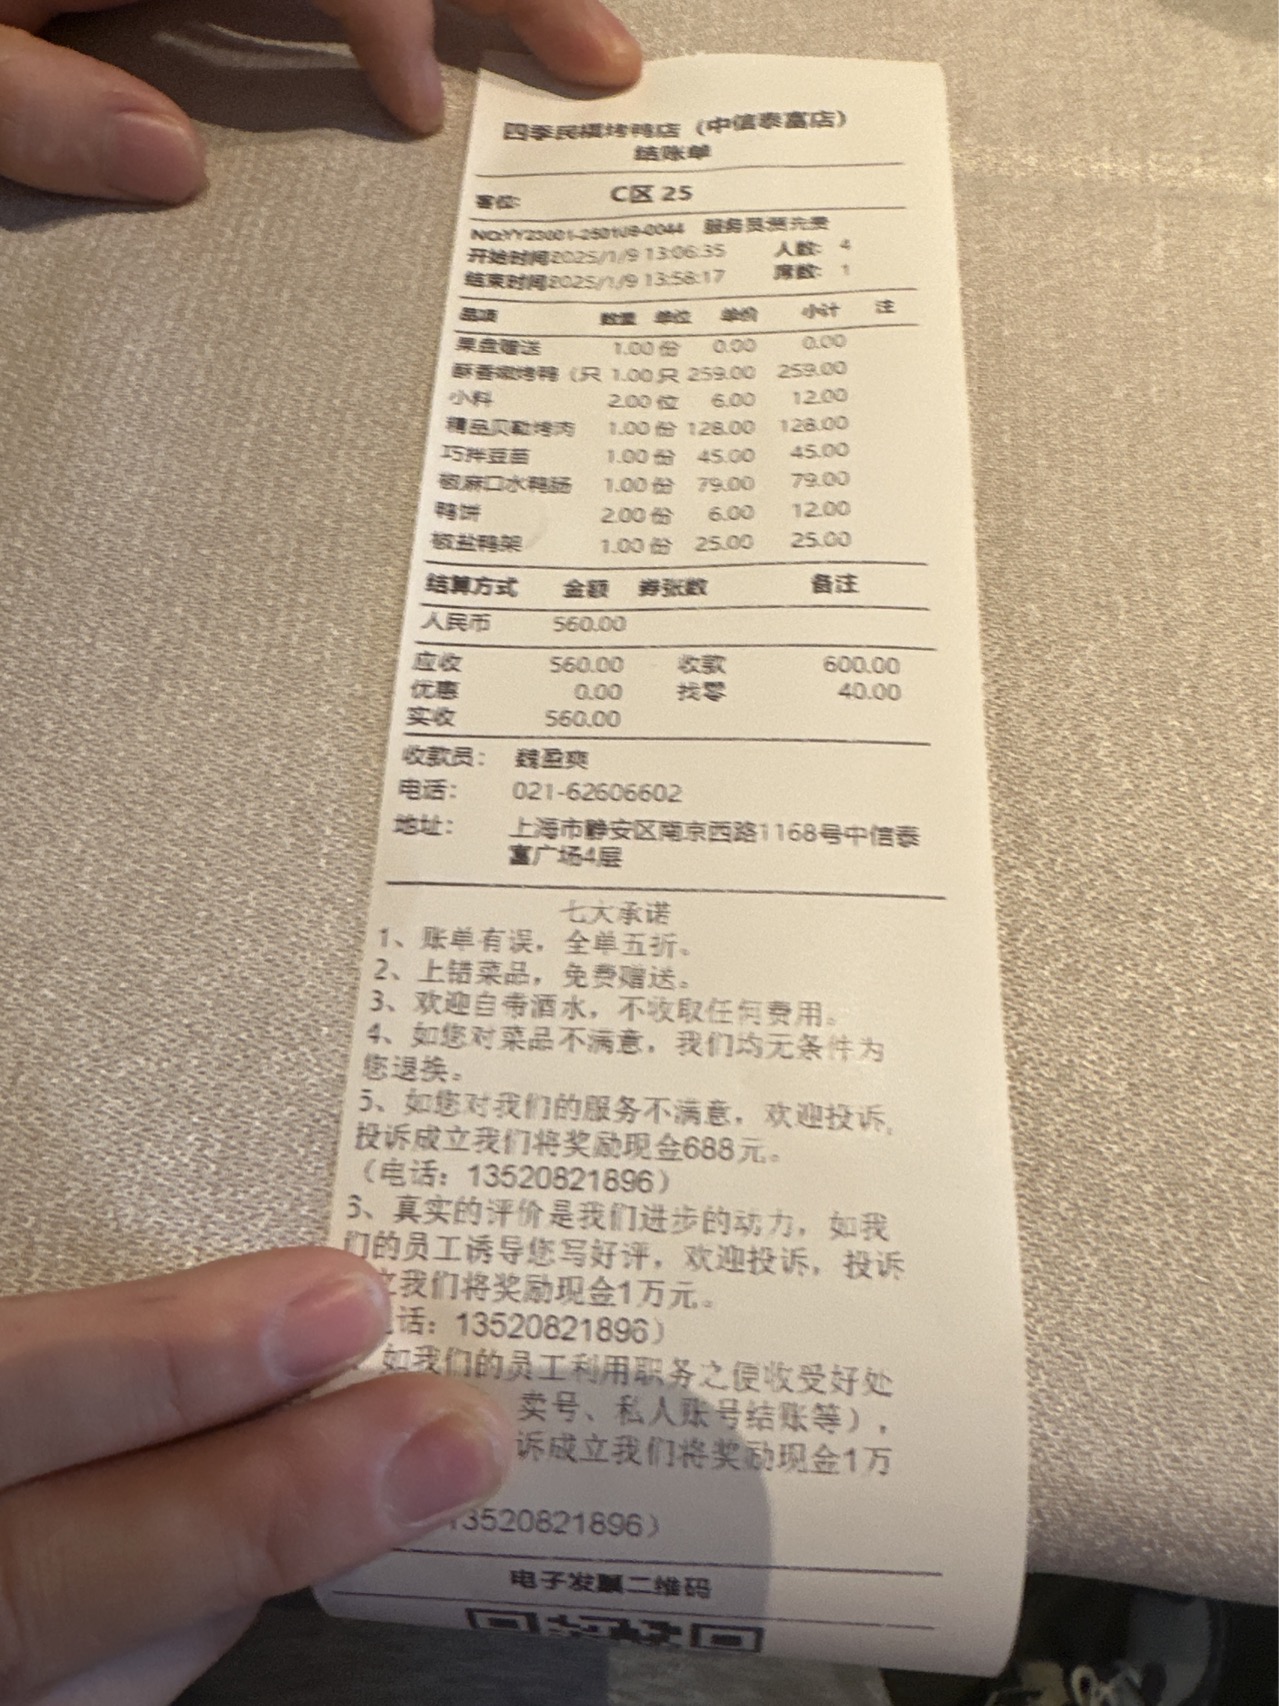 四季民福烤鸭店（中信泰富店）
结账单
客位: C区 25
NO:YY23001-250109-0044 服务员:贾先费
开始时间2025/1/9 13:06:35 人数: 4
结束时间2025/1/9 13:58:17 席数: 1
品项 数量 单位 单价 小计 注
果盘赠送 1.00 份 0.00 0.00
酥香嫩烤鸭（只 1.00 只 259.00 259.00
小料 2.00 位 6.00 12.00
精品贝勒烤肉 1.00 份 128.00 128.00
巧拌豆苗 1.00 份 45.00 45.00
椒麻口水鸭肠 1.00 份 79.00 79.00
鸭饼 2.00 份 6.00 12.00
椒盐鸭架 1.00 份 25.00 25.00
结算方式 金额 券张数 备注
人民币 560.00
应收 560.00 收款 600.00
优惠 0.00 找零 40.00
实收 560.00
收款员： 魏盈爽
电话： 021-62606602
地址： 上海市静安区南京西路1168号中信泰
富广场4层
七大承诺
1、账单有误，全单五折。
2、上错菜品，免费赠送。
3、欢迎自带酒水，不收取任何费用。
4、如您对菜品不满意，我们均无条件为
您退换。
5、如您对我们的服务不满意，欢迎投诉,
投诉成立我们将奖励现金688元。
（电话：13520821896）
6、真实的评价是我们进步的动力，如我
们的员工诱导您写好评，欢迎投诉，投诉
立我们将奖励现金1万元。
话：13520821896）
如我们的员工利用职务之便收受好处
卖号、私人账号结账等），
诉成立我们将奖励现金1万
13520821896）
电子发票二维码